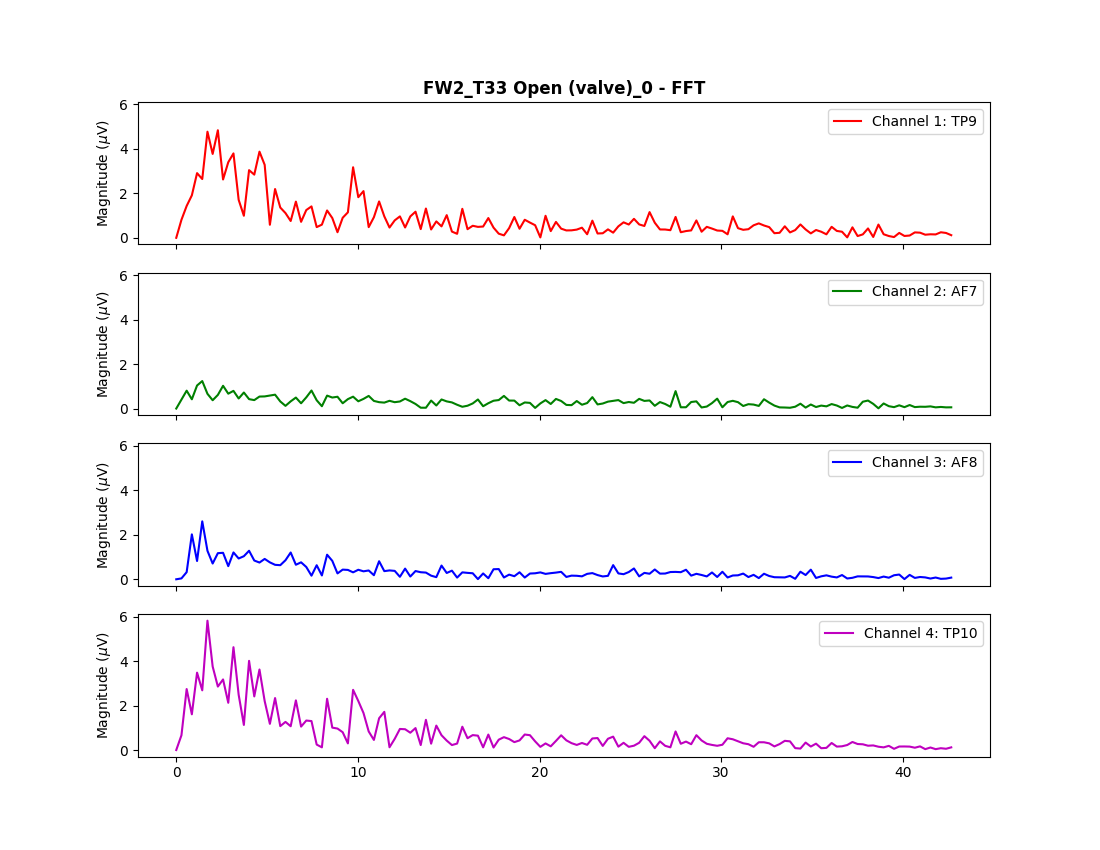 FW2_T33 Open (valve)_0 - FFT
6
4
2
0
Magnitude (μV)
Channel 1: TP9
6
4
2
0
Magnitude (μV)
Channel 2: AF7
6
4
2
0
Magnitude (μV)
Channel 3: AF8
6
4
2
0
Magnitude (μV)
Channel 4: TP10
0 10 20 30 40